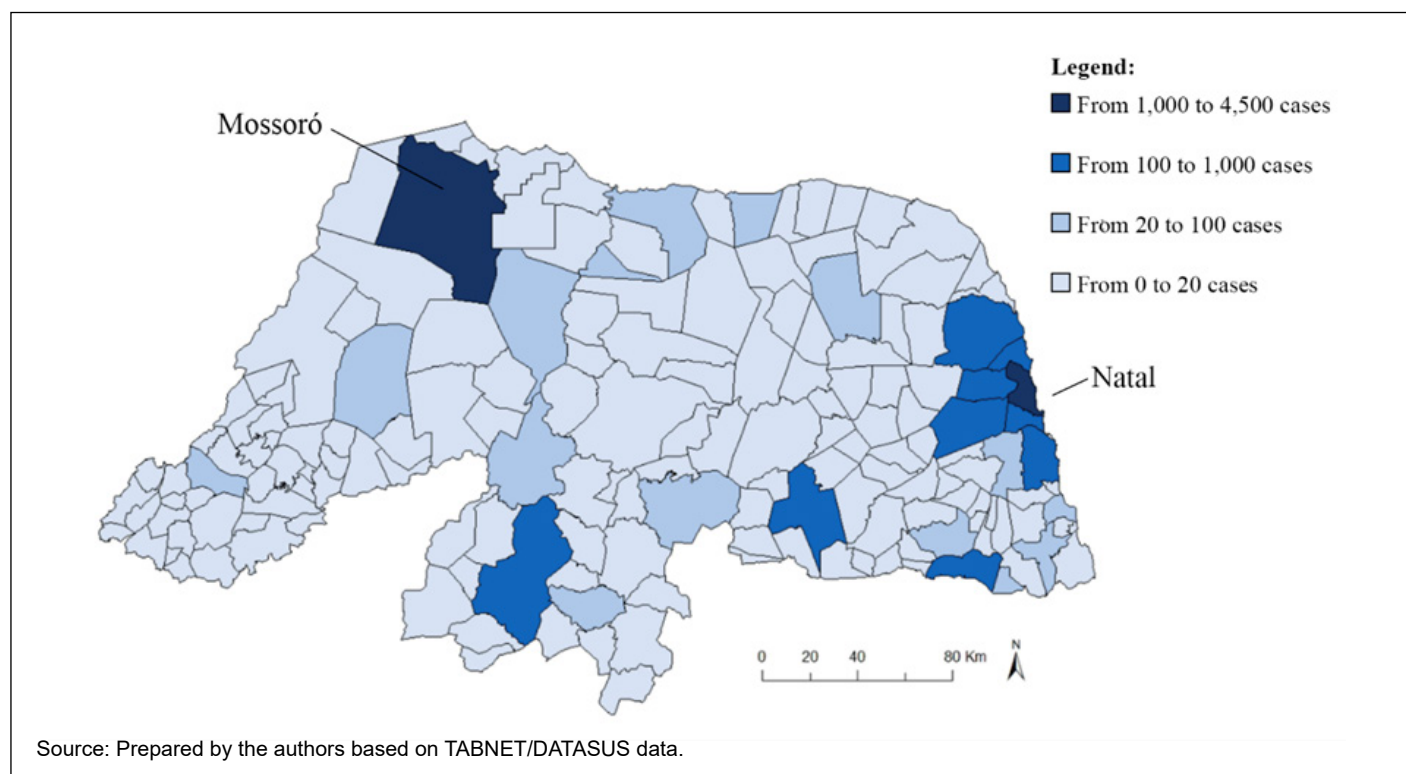 Legend:
From 1,000 to 4,500 cases
Mossoró
From 100 to 1,000 cases
From 20 to 100 cases
From 0 to 20 cases
Natal
N
0 20 40 80 Km
Source: Prepared by the authors based on TABNET/DATASUS data.